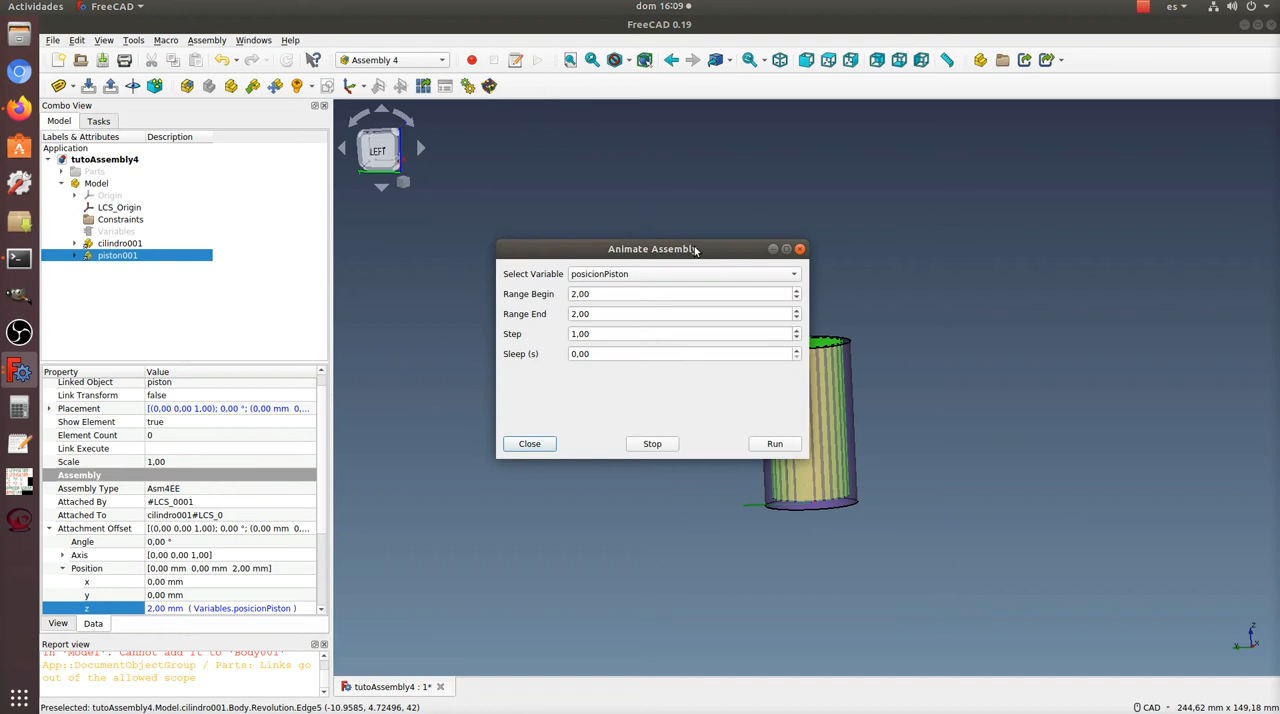 Actividades FreeCAD dom 16:09 es
FreeCAD 0.19
File Edit View Tools Macro Assembly Windows Help
Assembly 4
Combo View
Model Tasks
Labels & Attributes Description
Application
tutoAssembly4
Parts
Model
Origin
LCS_Origin
Constraints
Variables
cilindro001
piston001
LEFT
Animate Assembly
Select Variable posicionPiston
Range Begin 2,00
Range End 2,00
Step 1,00
Sleep (s) 0,00
Close Stop Run
Property Value
Linked Object piston
Link Transform false
Placement [(0,00 0,00 1,00); 0,00 °; (0,00 mm 0,...
Show Element true
Element Count 0
Link Execute
Scale 1,00
Assembly
Assembly Type Asm4EE
Attached By #LCS_0001
Attached To cilindro001#LCS_0
Attachment Offset [(0,00 0,00 1,00); 0,00 °; (0,00 mm 0,...
Angle 0,00 °
Axis [0,00 0,00 1,00]
Position [0,00 mm 0,00 mm 2,00 mm]
x 0,00 mm
y 0,00 mm
z 2,00 mm ( Variables.posicionPiston )
View Data
Report view
in 'Model'. Cannot add it to 'Body001'
App::DocumentObjectGroup / Parts: Links go
out of the allowed scope
tutoAssembly4 : 1*
Preselected: tutoAssembly4.Model.cilindro001.Body.Revolution.Edge5 (-10.9585, 4.72496, 42) CAD 244,62 mm x 149,18 mm